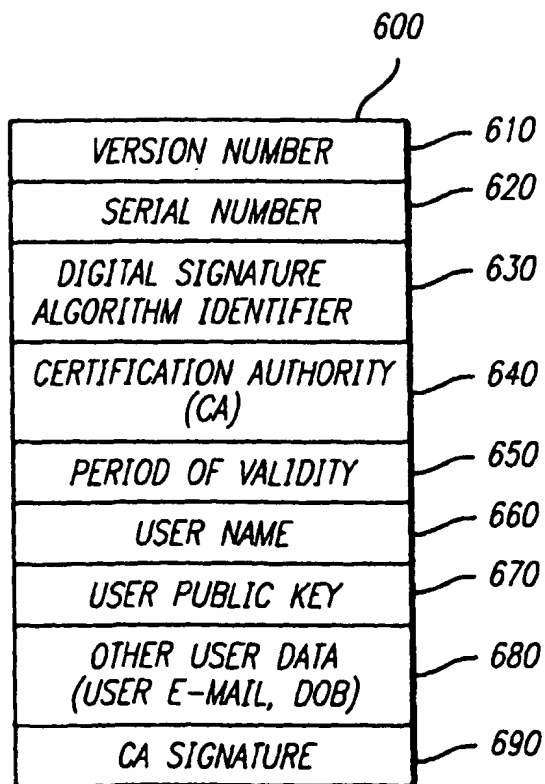 600
VERSION NUMBER 610
SERIAL NUMBER 620
DIGITAL SIGNATURE
ALGORITHM IDENTIFIER 630
CERTIFICATION AUTHORITY
(CA) 640
PERIOD OF VALIDITY 650
USER NAME 660
USER PUBLIC KEY 670
OTHER USER DATA
(USER E-MAIL, DOB) 680
CA SIGNATURE 690